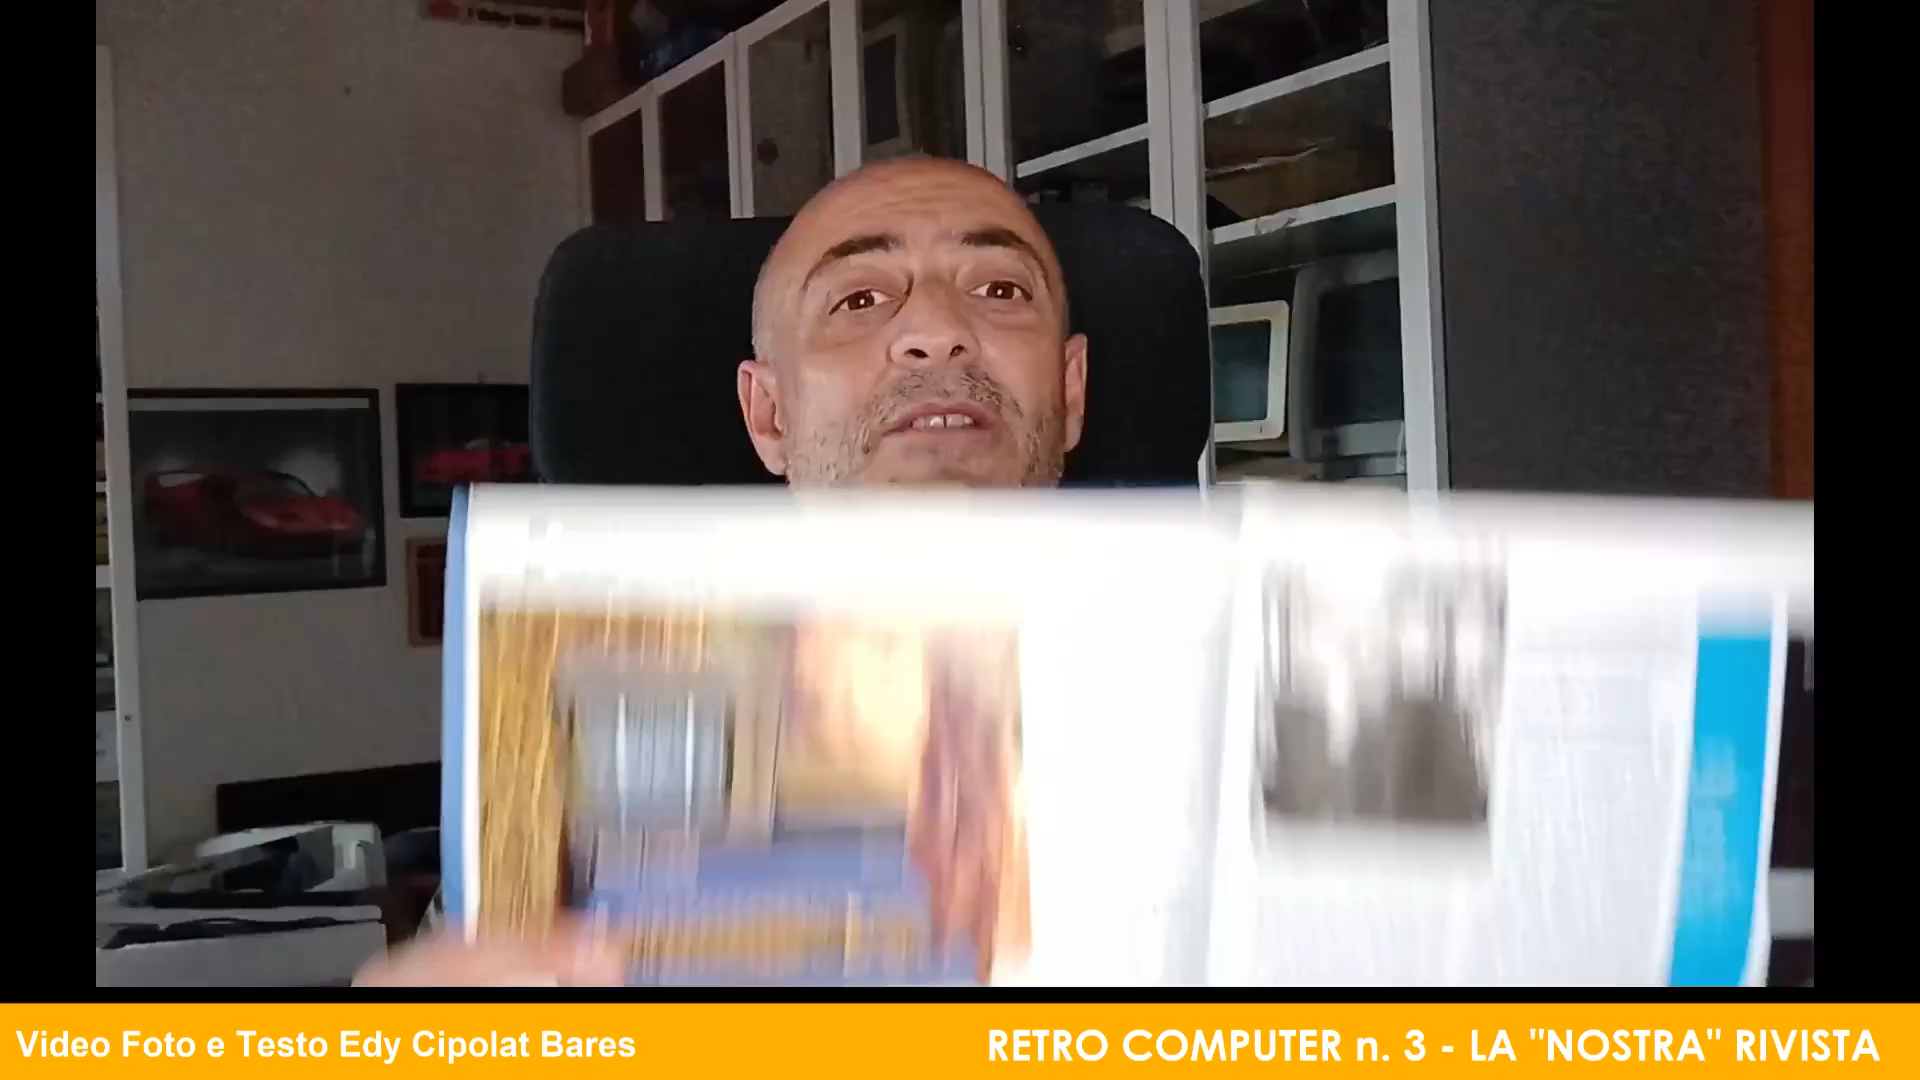 Video Foto e Testo Edy Cipolat Bares
RETRO COMPUTER n. 3 - LA "NOSTRA" RIVISTA